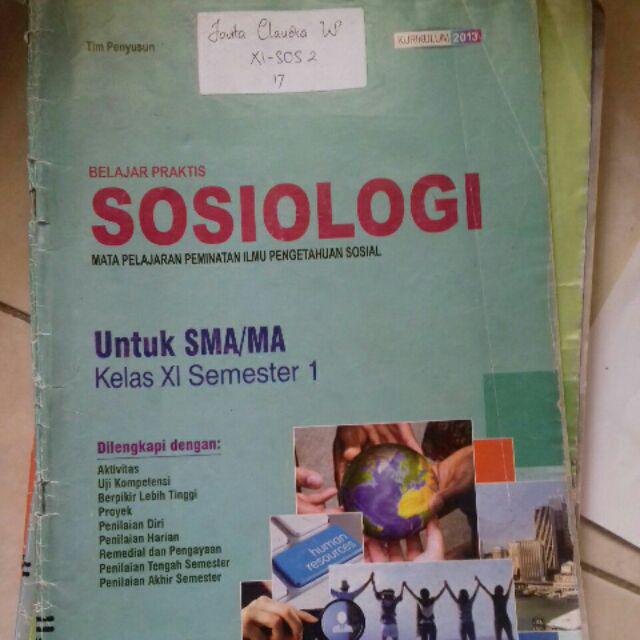 Tim Penyusun
Jovita Claudia W
XI-SOS 2
17
KURIKULUM 2013
BELAJAR PRAKTIS
SOSIOLOGI
MATA PELAJARAN PEMINATAN ILMU PENGETAHUAN SOSIAL
Untuk SMA/MA
Kelas XI Semester 1
Dilengkapi dengan:
Aktivitas
Uji Kompetensi
Berpikir Lebih Tinggi
Proyek
Penilaian Diri
Penilaian Harian
Remedial dan Pengayaan
Penilaian Tengah Semester
Penilaian Akhir Semester
human
resources